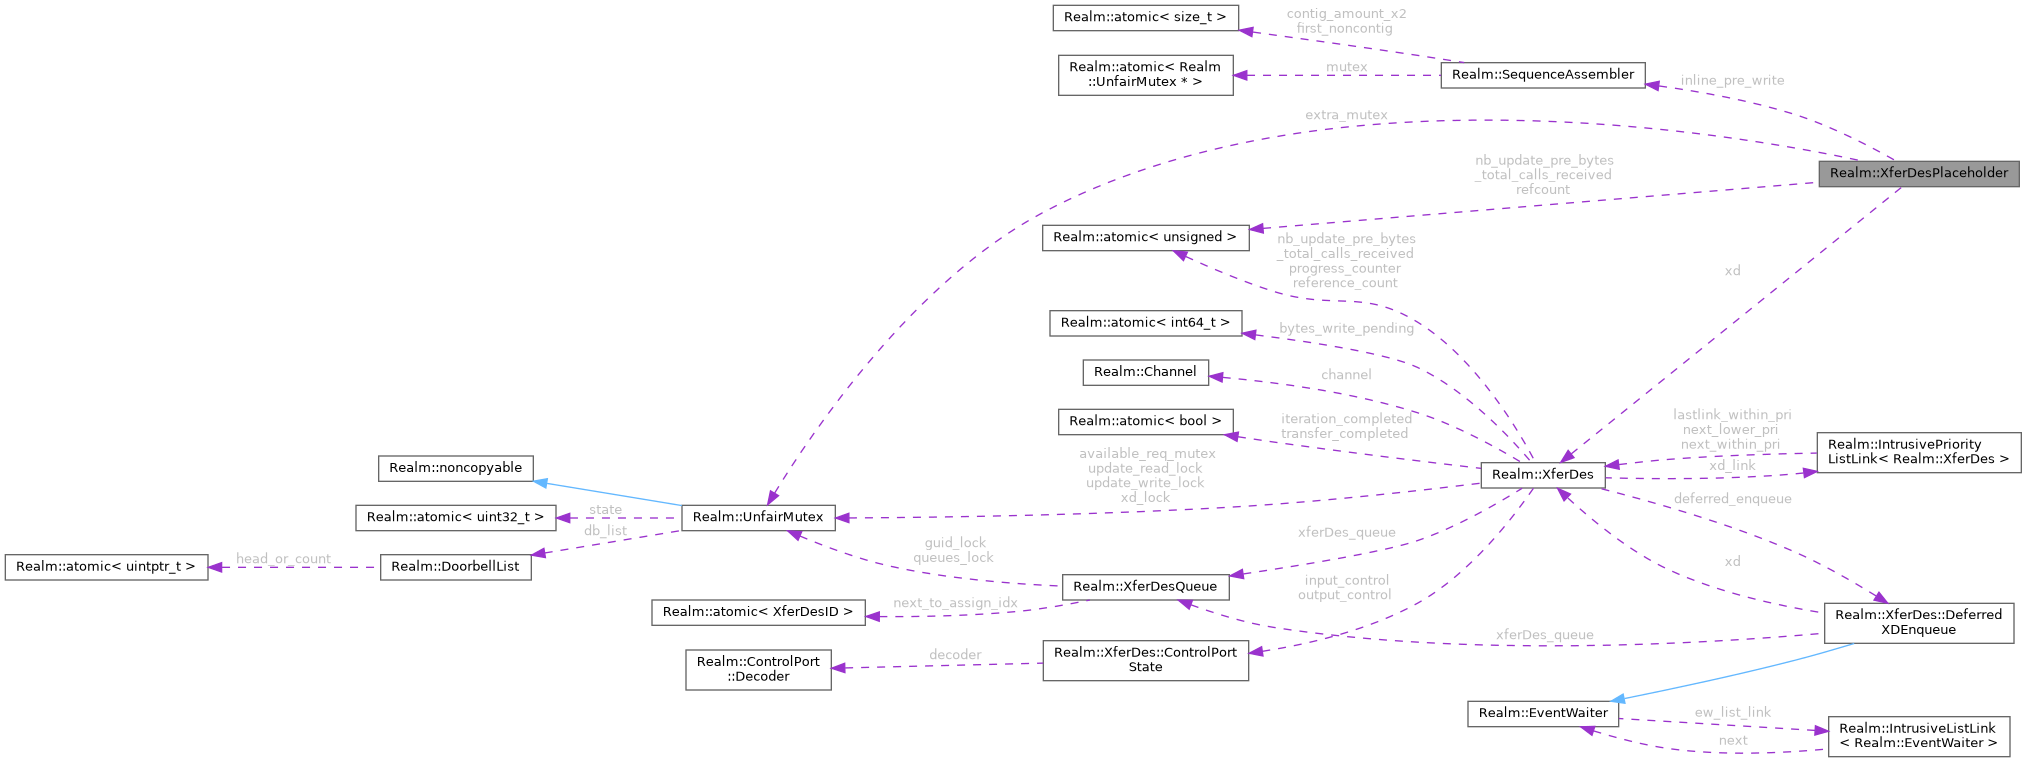 Realm::atomic< size_t >
contig_amount_x2
first_noncontig
Realm::atomic< Realm
::UnfairMutex * >
mutex
Realm::SequenceAssembler
inline_pre_write
extra_mutex
nb_update_pre_bytes
_total_calls_received
refcount
Realm::XferDesPlaceholder
Realm::atomic< unsigned >
nb_update_pre_bytes
_total_calls_received
progress_counter
reference_count
xd
Realm::atomic< int64_t >
bytes_write_pending
Realm::Channel
channel
Realm::atomic< bool >
iteration_completed
transfer_completed
lastlink_within_pri
next_lower_pri
next_within_pri
Realm::IntrusivePriority
ListLink< Realm::XferDes >
xd_link
Realm::XferDes
available_req_mutex
update_read_lock
update_write_lock
xd_lock
Realm::noncopyable
Realm::atomic< uint32_t >
state
Realm::UnfairMutex
db_list
deferred_enqueue
xferDes_queue
guid_lock
queues_lock
Realm::atomic< uintptr_t >
head_or_count
Realm::DoorbellList
xd
Realm::XferDesQueue
input_control
output_control
Realm::atomic< XferDesID >
next_to_assign_idx
Realm::XferDes::Deferred
XDEnqueue
xferDes_queue
Realm::ControlPort
::Decoder
decoder
Realm::XferDes::ControlPort
State
Realm::EventWaiter
ew_list_link
Realm::IntrusiveListLink
< Realm::EventWaiter >
next